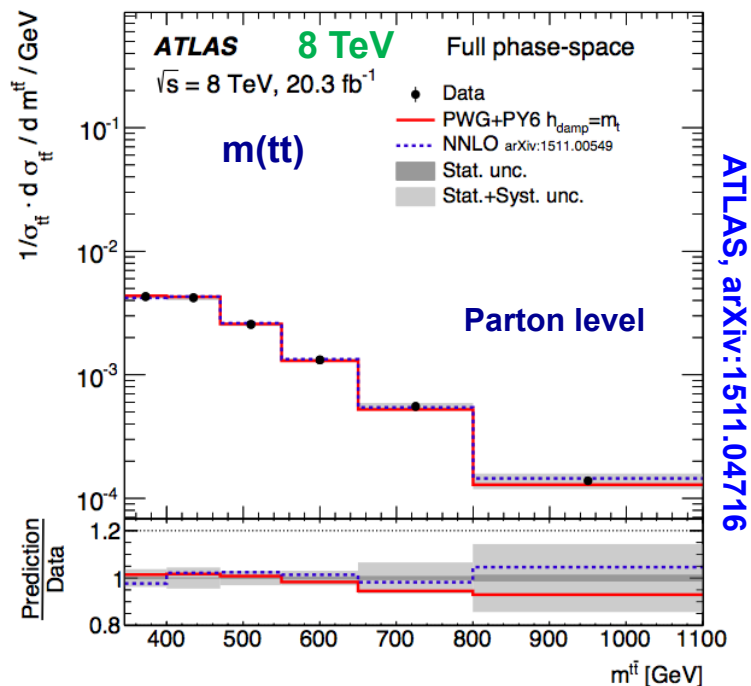 ATLAS 8 TeV Full phase-space
√s = 8 TeV, 20.3 fb⁻¹
Data
PWG+PY6 h_damp=m_t
NNLO arXiv:1511.00549
Stat. unc.
Stat.+Syst. unc.
m(tt)
Parton level
ATLAS, arXiv:1511.04716
1/σ_tt̄ · d σ_tt̄ / d m^tt̄ / GeV
10⁻¹
10⁻²
10⁻³
10⁻⁴
Prediction
Data
1.2
1
0.8
400 500 600 700 800 900 1000 1100
m^tt̄ [GeV]